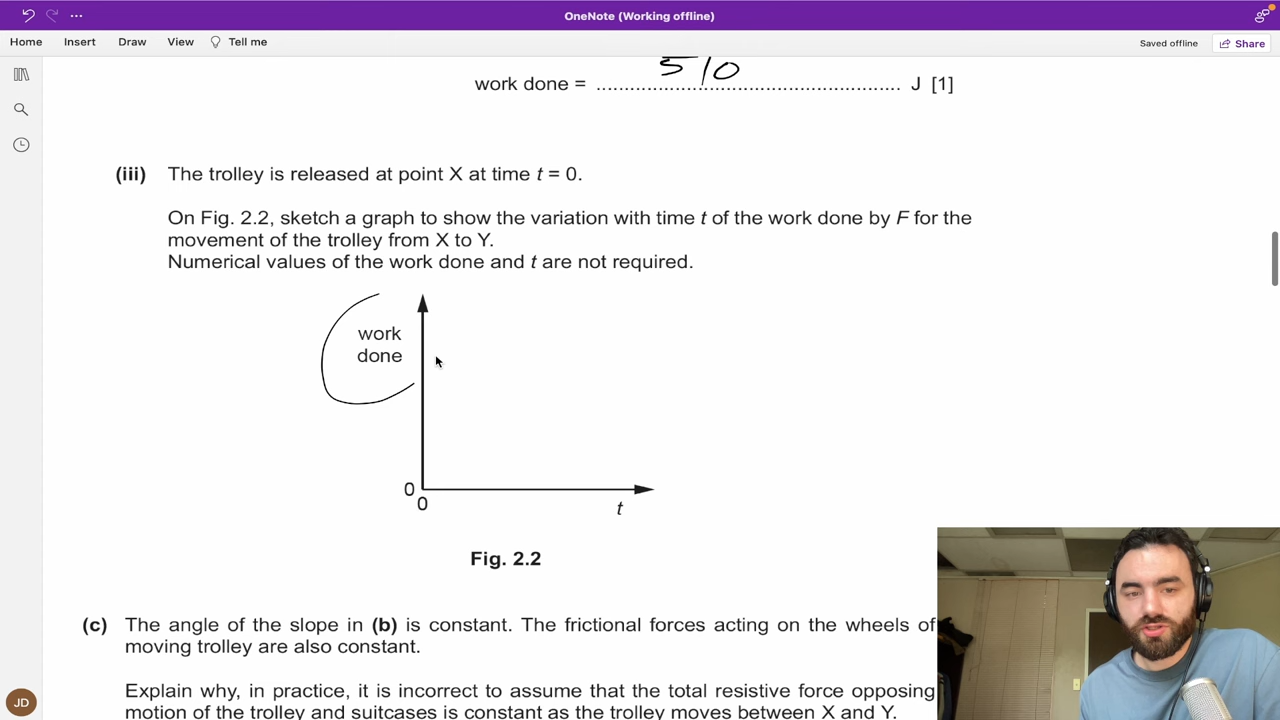 OneNote (Working offline)
Home Insert Draw View Tell me
Saved offline Share
510
work done = .................................................... J [1]
(iii) The trolley is released at point X at time t = 0.
On Fig. 2.2, sketch a graph to show the variation with time t of the work done by F for the
movement of the trolley from X to Y.
Numerical values of the work done and t are not required.
work
done
0
0
t
Fig. 2.2
(c) The angle of the slope in (b) is constant. The frictional forces acting on the wheels of
moving trolley are also constant.
Explain why, in practice, it is incorrect to assume that the total resistive force opposing
motion of the trolley and suitcases is constant as the trolley moves between X and Y.
JD